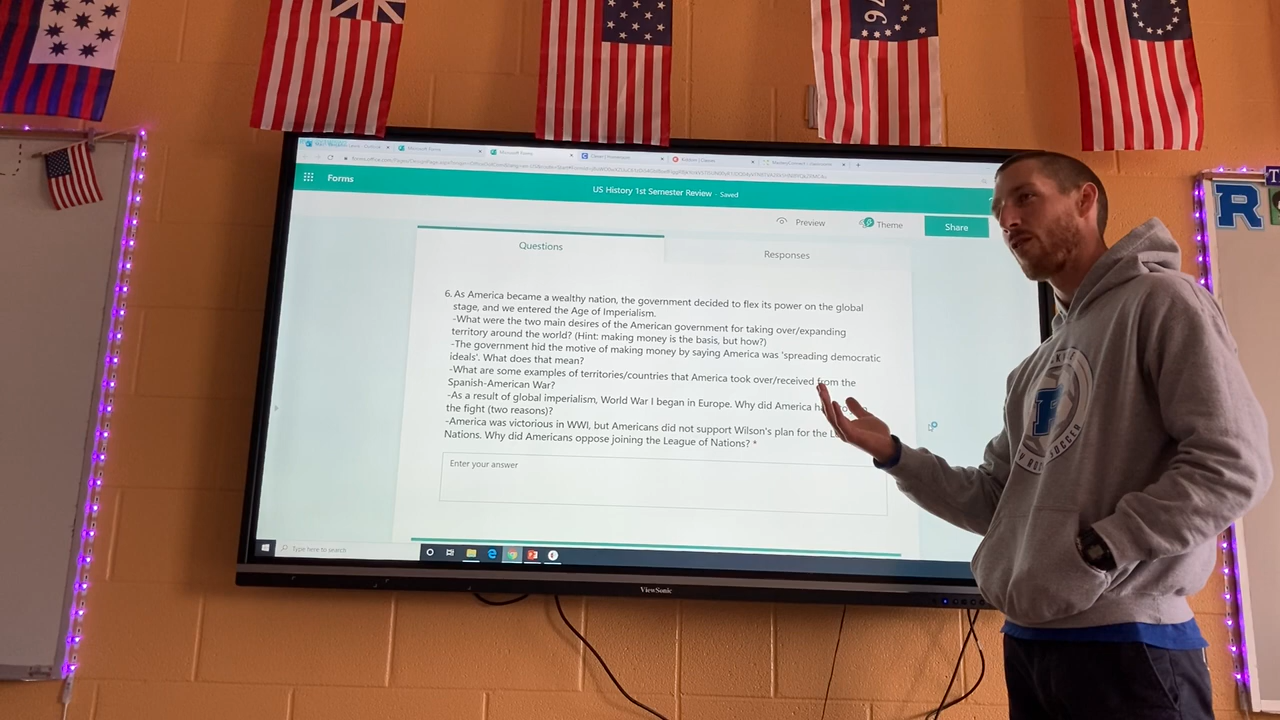 76
Microsoft Forms
Microsoft Forms
Forms
US History 1st Semester Review - Saved
Preview
Theme
Share
Questions
Responses
6. As America became a wealthy nation, the government decided to flex its power on the global
stage, and we entered the Age of Imperialism.
-What were the two main desires of the American government for taking over/expanding
territory around the world? (Hint: making money is the basis, but how?)
-The government hid the motive of making money by saying America was 'spreading democratic
ideals'. What does that mean?
-What are some examples of territories/countries that America took over/received from the
Spanish-American War?
-As a result of global imperialism, World War I began in Europe. Why did America
the fight (two reasons)?
-America was victorious in WWI, but Americans did not support Wilson's plan for the
Nations. Why did Americans oppose joining the League of Nations? *
Enter your answer
Type here to search
ViewSonic
R
T
SOCCER